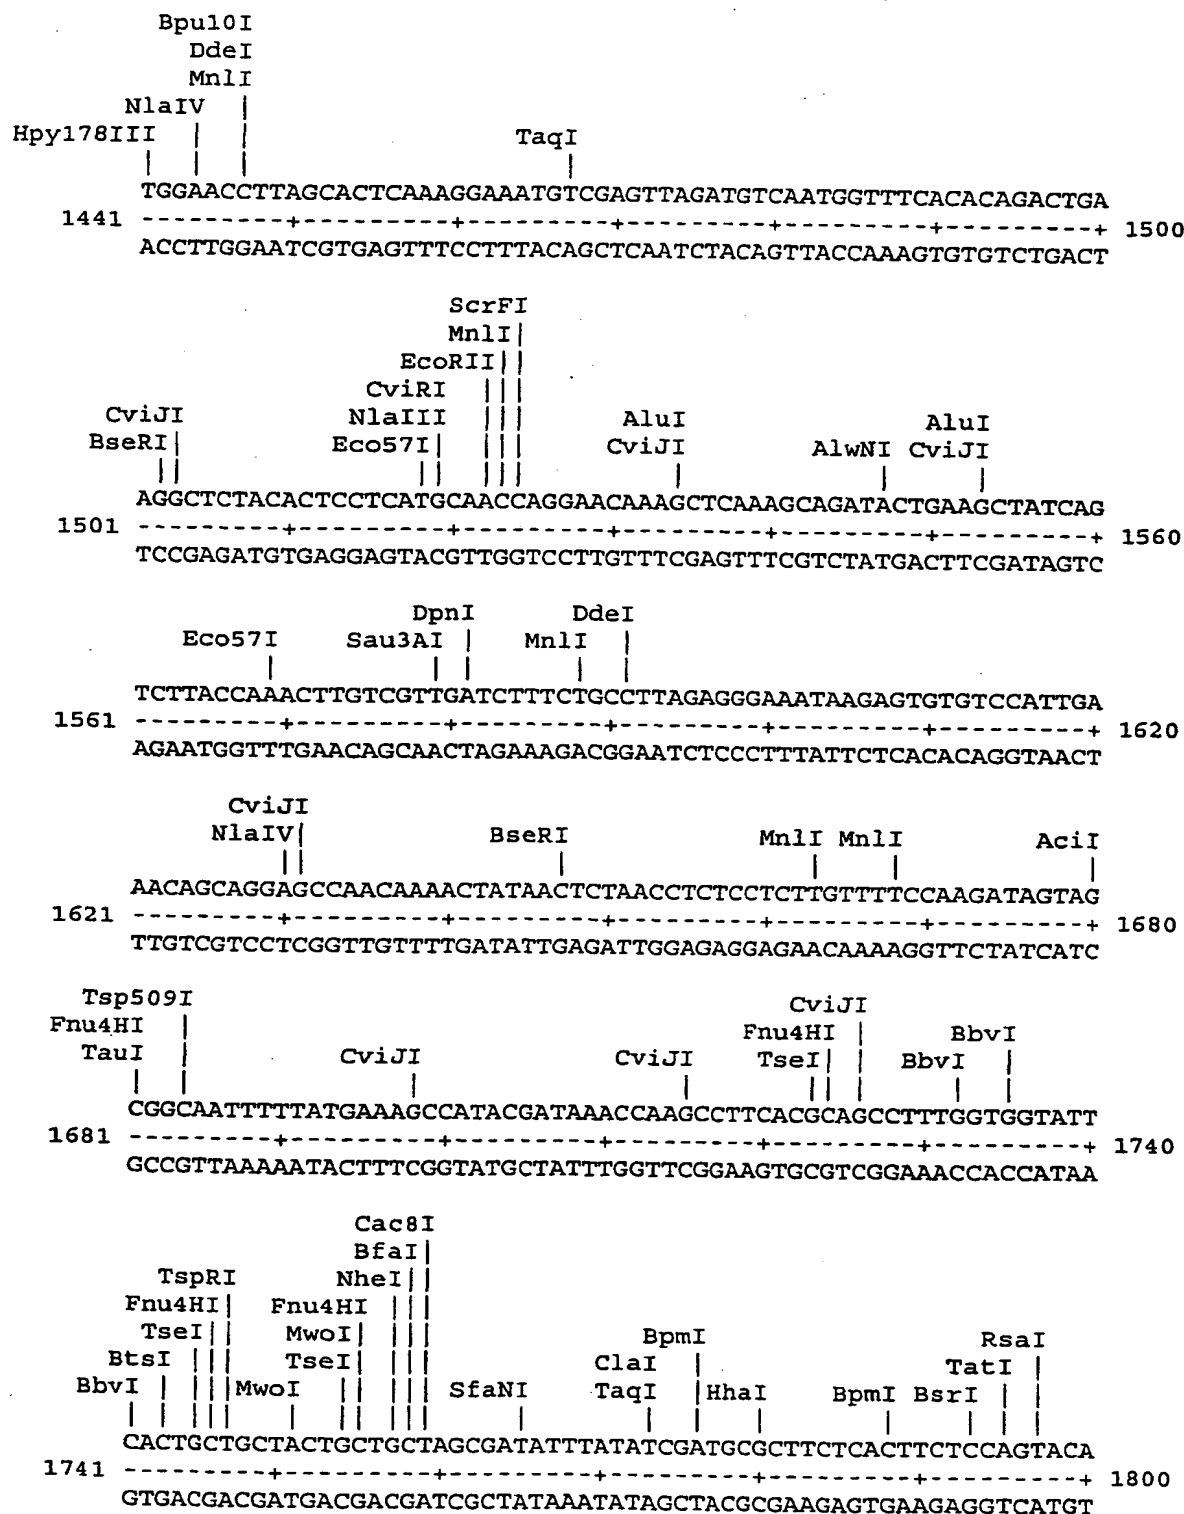 Bpu10I
DdeI
MnlI
NlaIV |
Hpy178III | |
TaqI
| | | |
TGGAACCTTAGCACTCAAAGGAAATGTCGAGTTAGATGTCAATGGTTTCACACAGACTGA
1441 ---------+---------+---------+---------+---------+---------+ 1500
ACCTTGGAATCGTGAGTTTCCTTTACAGCTCAATCTACAGTTACCAAAGTGTGTCTGACT
ScrFI
MnlI|
EcoRII||
CviRI |||
CviJI NlaIII ||| AluI AluI
BseRI| Eco57I| ||| CviJI AlwNI CviJI
|| || ||| | | |
AGGCTCTACACTCCTCATGCAACCAGGAACAAAGCTCAAAGCAGATACTGAAGCTATCAG
1501 ---------+---------+---------+---------+---------+---------+ 1560
TCCGAGATGTGAGGAGTACGTTGGTCCTTGTTTCGAGTTTCGTCTATGACTTCGATAGTC
DpnI DdeI
Eco57I Sau3AI | MnlI |
| | | | |
TCTTACCAAACTTGTCGTTGATCTTTCTGCCTTAGAGGGAAATAAGAGTGTGTCCATTGA
1561 ---------+---------+---------+---------+---------+---------+ 1620
AGAATGGTTTGAACAGCAACTAGAAAGACGGAATCTCCCTTTATTCTCACACAGGTAACT
CviJI
NlaIV| BseRI MnlI MnlI AciI
|| | | | |
AACAGCAGGAGCCAACAAAACTATAACTCTAACCTCTCCTCTTGTTTTCCAAGATAGTAG
1621 ---------+---------+---------+---------+---------+---------+ 1680
TTGTCGTCCTCGGTTGTTTTGATATTGAGATTGGAGAGGAGAACAAAAGGTTCTATCATC
Tsp509I CviJI
Fnu4HI | Fnu4HI | BbvI
TauI | CviJI CviJI TseI| | BbvI |
| | | | || | | |
CGGCAATTTTTATGAAAGCCATACGATAAACCAAGCCTTCACGCAGCCTTTGGTGGTATT
1681 ---------+---------+---------+---------+---------+---------+ 1740
GCCGTTAAAAATACTTTCGGTATGCTATTTGGTTCGGAAGTGCGTCGGAAACCACCATAA
Cac8I
BfaI|
TspRI NheI||
Fnu4HI| Fnu4HI |||
TseI|| MwoI| ||| BpmI RsaI
BtsI ||| TseI| ||| ClaI | TatI |
BbvI | ||| MwoI || ||| SfaNI TaqI | HhaI BpmI BsrI | |
| | ||| | || ||| | | | | | | | |
CACTGCTGCTACTGCTGCTAGCGATATTTATATCGATGCGCTTCTCACTTCTCCAGTACA
1741 ---------+---------+---------+---------+---------+---------+ 1800
GTGACGACGATGACGACGATCGCTATAAATATAGCTACGCGAAGAGTGAAGAGGTCATGT